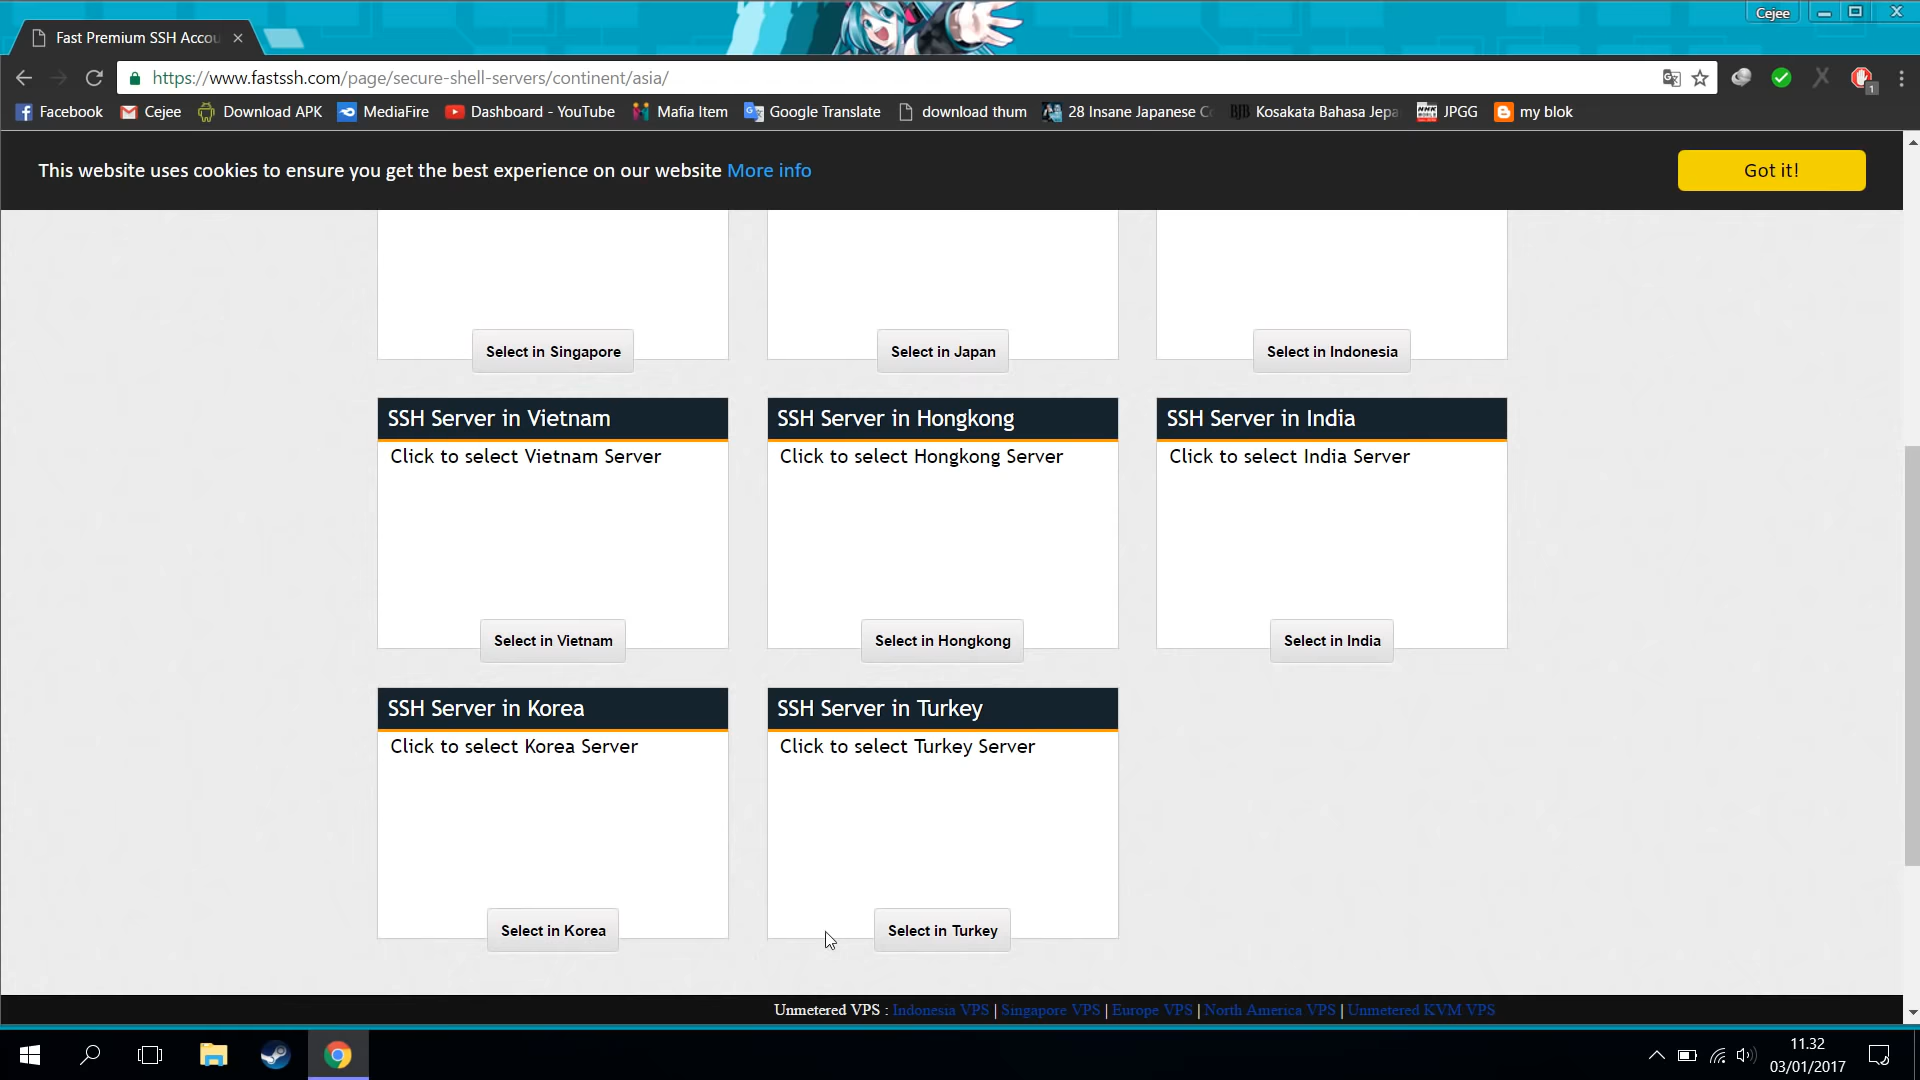 Cejee
Fast Premium SSH Accou
https://www.fastssh.com/page/secure-shell-servers/continent/asia/
1
Facebook Cejee Download APK MediaFire Dashboard - YouTube Mafia Item Google Translate download thum 28 Insane Japanese Co Kosakata Bahasa Jepa JPGG my blok
This website uses cookies to ensure you get the best experience on our website More info
Got it!
Select in Singapore Select in Japan Select in Indonesia
SSH Server in Vietnam SSH Server in Hongkong SSH Server in India
Click to select Vietnam Server Click to select Hongkong Server Click to select India Server
Select in Vietnam Select in Hongkong Select in India
SSH Server in Korea SSH Server in Turkey
Click to select Korea Server Click to select Turkey Server
Select in Korea Select in Turkey
Unmetered VPS : Indonesia VPS | Singapore VPS | Europe VPS | North America VPS | Unmetered KVM VPS
11.32
03/01/2017